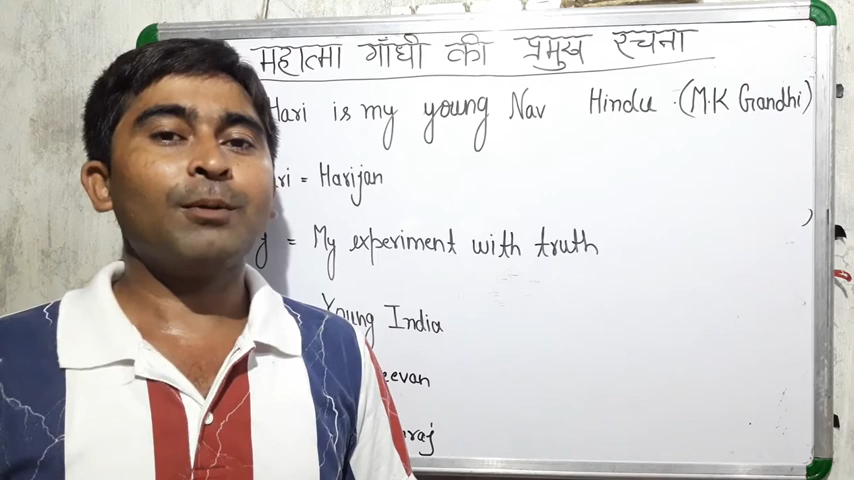 महात्मा गाँधी की प्रमुख रचना
Hari is my young Nav Hindu (M.K Gandhi)
= Harijan
= My experiment with truth
Young India